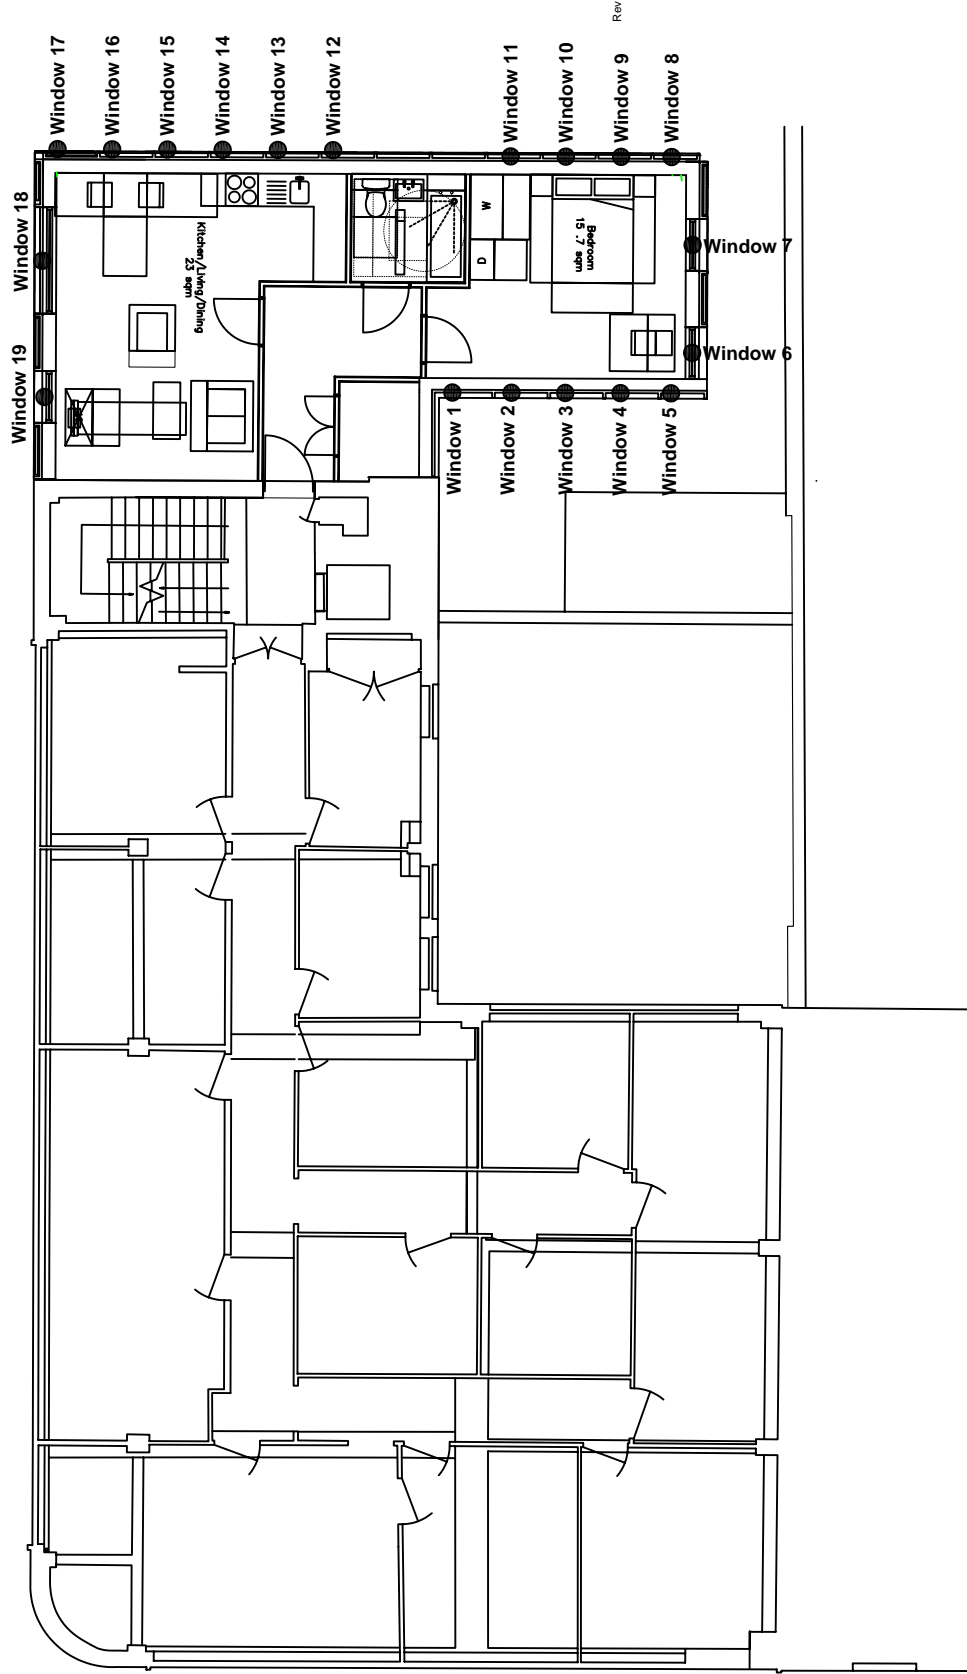 Rev
Window 17
Window 16
Window 15
Window 14
Window 13
Window 12
Window 11
Window 10
Window 9
Window 8
Window 18
Window 19
Kitchen/Living/Dining
23 sqm
W
D
Bedroom
15 .7 sqm
Window 7
Window 6
Window 1
Window 2
Window 3
Window 4
Window 5